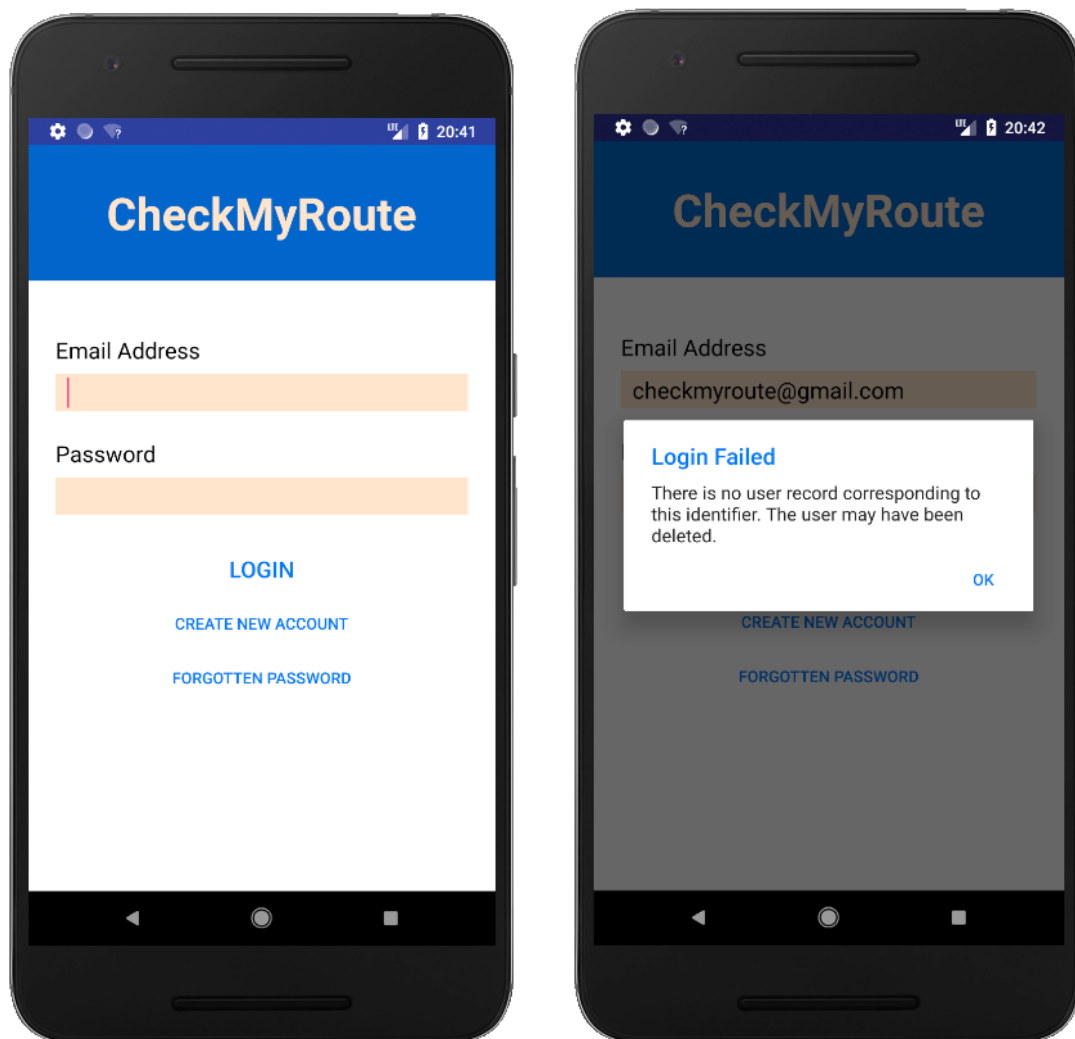 LTE 20:41
CheckMyRoute
Email Address
Password
LOGIN
CREATE NEW ACCOUNT
FORGOTTEN PASSWORD
LTE 20:42
CheckMyRoute
Email Address
checkmyroute@gmail.com
Login Failed
There is no user record corresponding to
this identifier. The user may have been
deleted.
OK
CREATE NEW ACCOUNT
FORGOTTEN PASSWORD